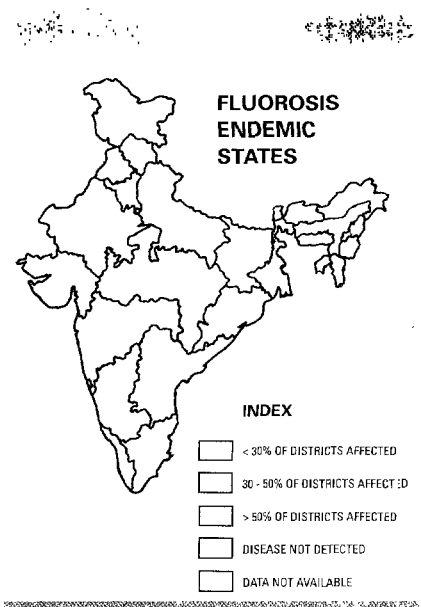 FLUOROSIS
ENDEMIC
STATES
INDEX
< 30% OF DISTRICTS AFFECTED
30 - 50% OF DISTRICTS AFFECTED
> 50% OF DISTRICTS AFFECTED
DISEASE NOT DETECTED
DATA NOT AVAILABLE